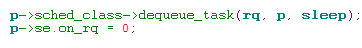 p->sched_class->dequeue_task(rq, p, sleep);
p->se.on_rq = 0;